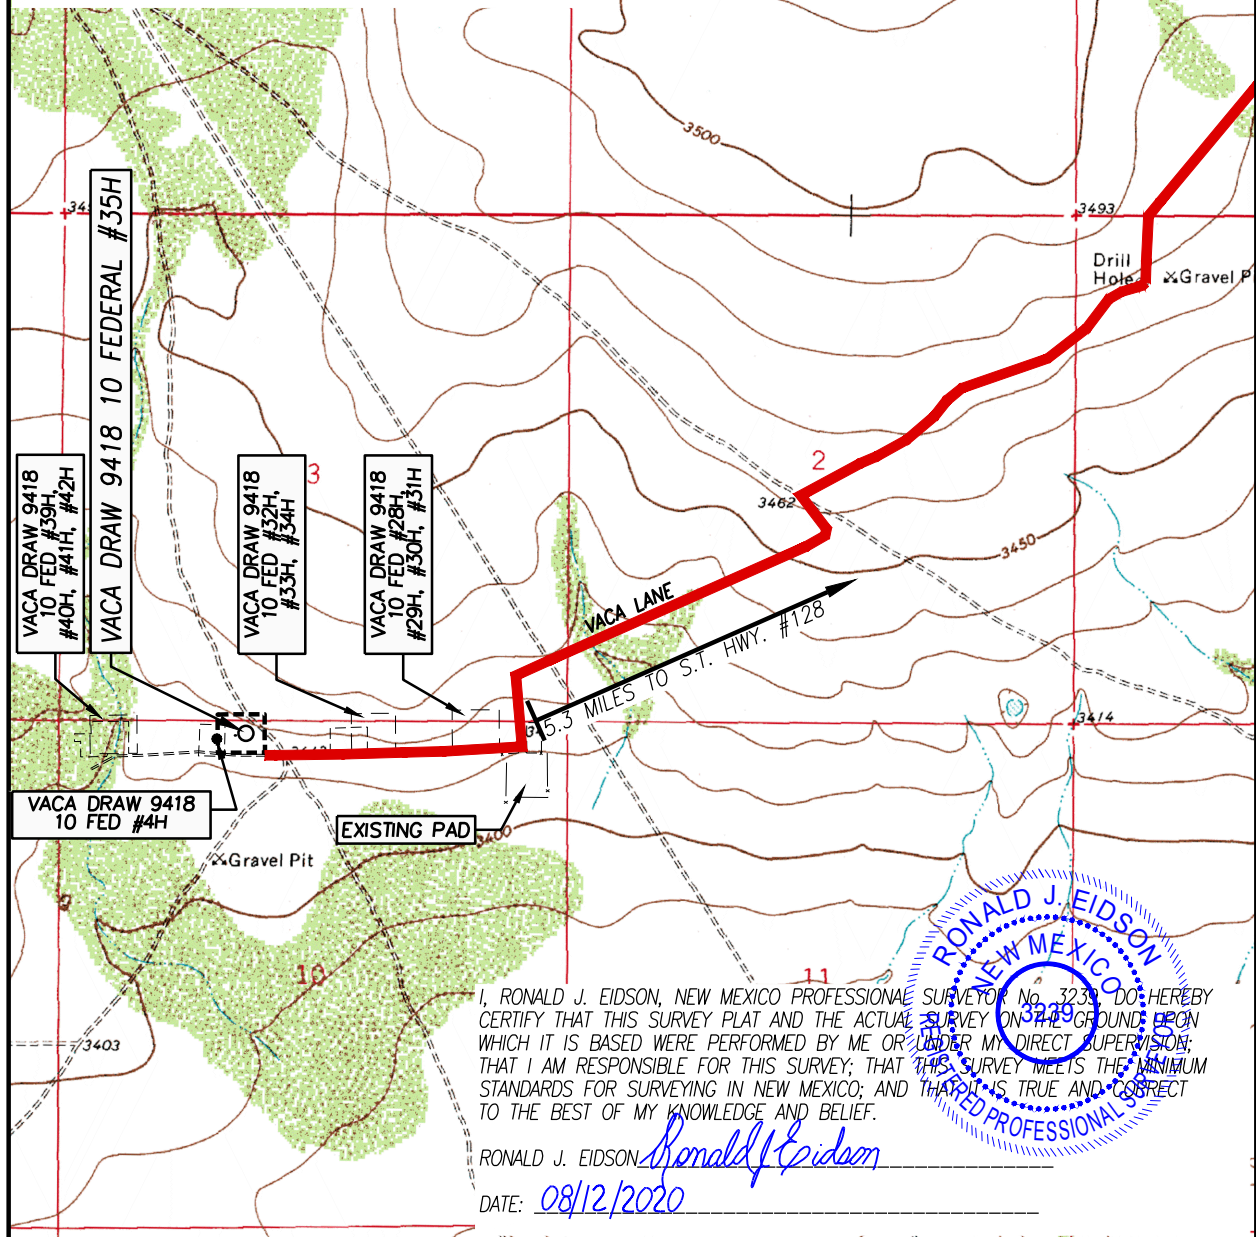 3500
3493
Drill
Hole
Gravel P
VACA DRAW 9418 10 FEDERAL #35H
VACA DRAW 9418
10 FED #39H,
#40H, #41H, #42H
3
VACA DRAW 9418
10 FED #32H,
#33H, #34H
VACA DRAW 9418
10 FED #28H,
#29H, #30H, #31H
2
3462
3450
VACA LANE
5.3 MILES TO S.T. HWY. #128
3414
VACA DRAW 9418
10 FED #4H
EXISTING PAD
3400
Gravel Pit
10
11
3403
I, RONALD J. EIDSON, NEW MEXICO PROFESSIONAL SURVEYOR No. 3239, DO HEREBY
CERTIFY THAT THIS SURVEY PLAT AND THE ACTUAL SURVEY ON THE GROUND UPON
WHICH IT IS BASED WERE PERFORMED BY ME OR UNDER MY DIRECT SUPERVISION;
THAT I AM RESPONSIBLE FOR THIS SURVEY; THAT THIS SURVEY MEETS THE MINIMUM
STANDARDS FOR SURVEYING IN NEW MEXICO; AND THAT IT IS TRUE AND CORRECT
TO THE BEST OF MY KNOWLEDGE AND BELIEF.
RONALD J. EIDSON
NEW MEXICO
3239
REGISTERED PROFESSIONAL SURVEYOR
RONALD J. EIDSON Ronald J Eidson
DATE: 08/12/2020